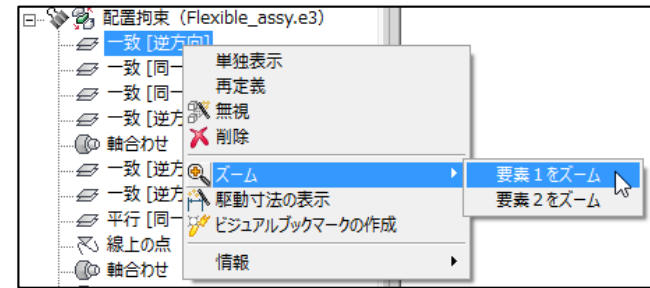 配置拘束 (Flexible_assy.e3)
一致 [逆方向]
一致 [同一
一致 [同一
一致 [逆方
軸合わせ
一致 [逆方
一致 [逆方
平行 [同一
線上の点
軸合わせ
単独表示
再定義
無視
削除
ズーム
駆動寸法の表示
ビジュアルブックマークの作成
情報
要素1をズーム
要素2をズーム